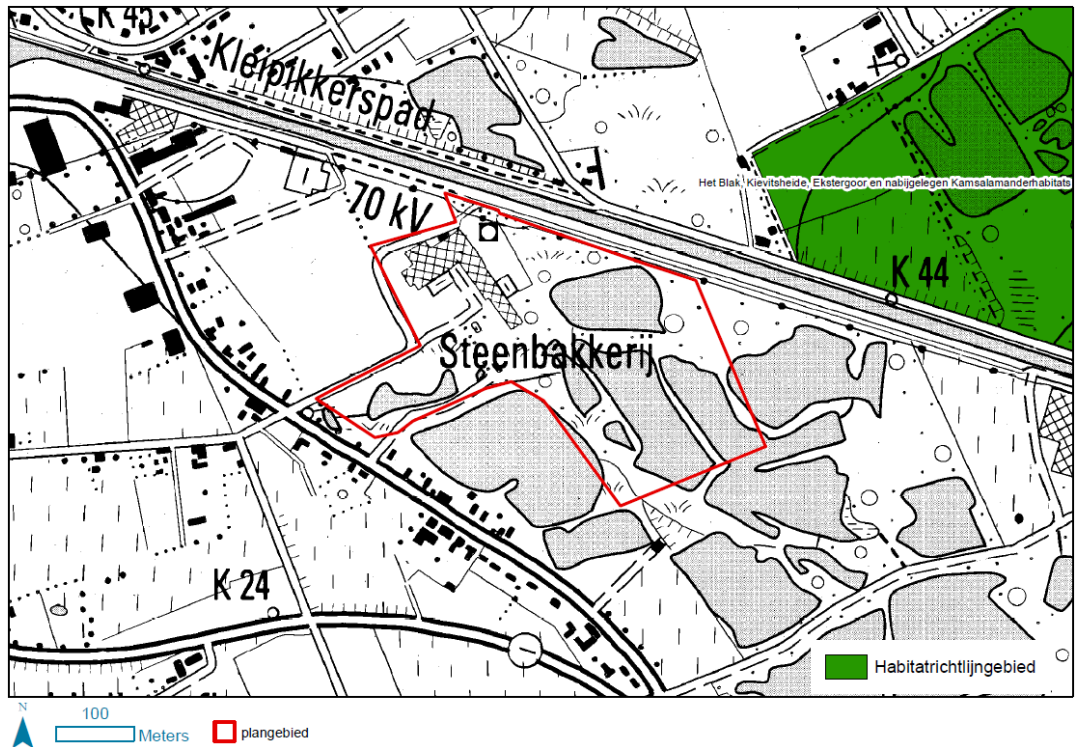 K 45
Kleipikkerspad
Het Blak, Kievitsheide, Ekstergoor en nabijgelegen Kamsalamanderhabitats
70 kV
K 44
Steenbakkerij
K 24
Habitatrichtlijngebied
N
100
Meters
plangebied